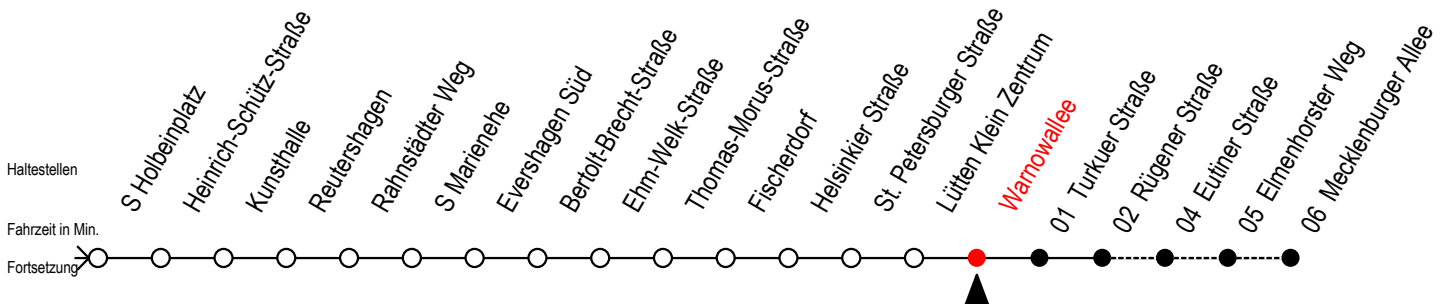 S Holbeinplatz
Heinrich-Schütz-Straße
Kunsthalle
Reutershagen
Rahnstädter Weg
S Marienehe
Evershagen Süd
Bertolt-Brecht-Straße
Ehm-Welk-Straße
Thomas-Morus-Straße
Fischerdorf
Helsinkier Straße
St. Petersburger Straße
Lütten Klein Zentrum
Warnowallee
01 Turkuer Straße
02 Rügener Straße
04 Eutiner Straße
05 Elmenhorster Weg
06 Mecklenburger Allee
Haltestellen
Fahrzeit in Min.
Fortsetzung